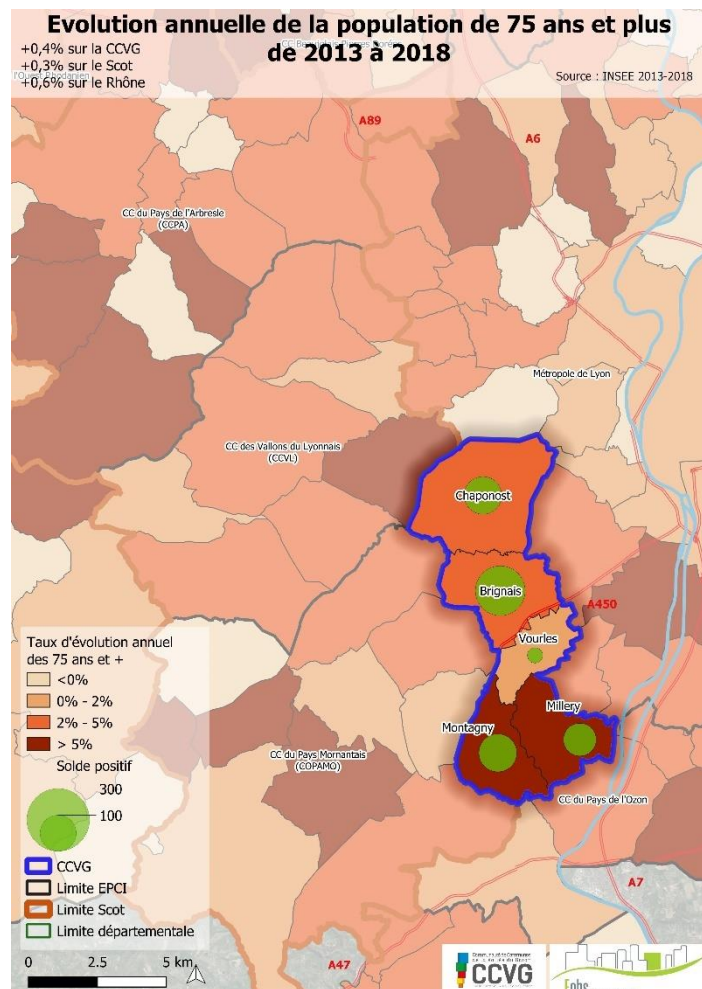 Evolution annuelle de la population de 75 ans et plus
de 2013 à 2018
+0,4% sur la CCVG
+0,3% sur le Scot
+0,6% sur le Rhône
Source : INSEE 2013-2018
l'Ouest Rhodanien
A89
A6
CC du Pays de l'Arbresle
(CCPA)
Métropole de Lyon
CC des Vallons du Lyonnais
(CCVL)
Chaponost
Brignais
A450
Vourles
Millery
Montagny
CC du Pays Mornantais
(COPAMO)
CC du Pays de l'Ozon
A7
A47
Taux d'évolution annuel
des 75 ans et +
<0%
0% - 2%
2% - 5%
> 5%
Solde positif
300
100
CCVG
Limite EPCI
Limite Scot
Limite départementale
0 2.5 5 km
CCVG